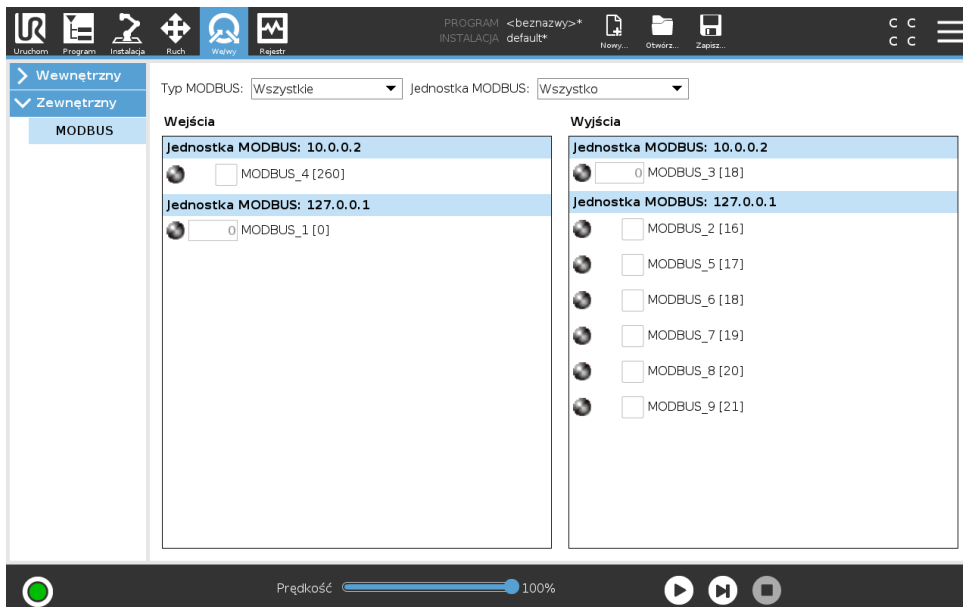 UR
PROGRAM <beznazwy>*
INSTALACJA default*
Uruchom Program Instalacja Ruch We/wy Rejestr Nowy... Otwórz... Zapisz...
C C
C C
Wewnętrzny
Zewnętrzny
MODBUS
Typ MODBUS: Wszystkie Jednostka MODBUS: Wszystko
Wejścia
Jednostka MODBUS: 10.0.0.2
MODBUS_4 [260]
Jednostka MODBUS: 127.0.0.1
0 MODBUS_1 [0]
Wyjścia
Jednostka MODBUS: 10.0.0.2
0 MODBUS_3 [18]
Jednostka MODBUS: 127.0.0.1
MODBUS_2 [16]
MODBUS_5 [17]
MODBUS_6 [18]
MODBUS_7 [19]
MODBUS_8 [20]
MODBUS_9 [21]
Prędkość 100%